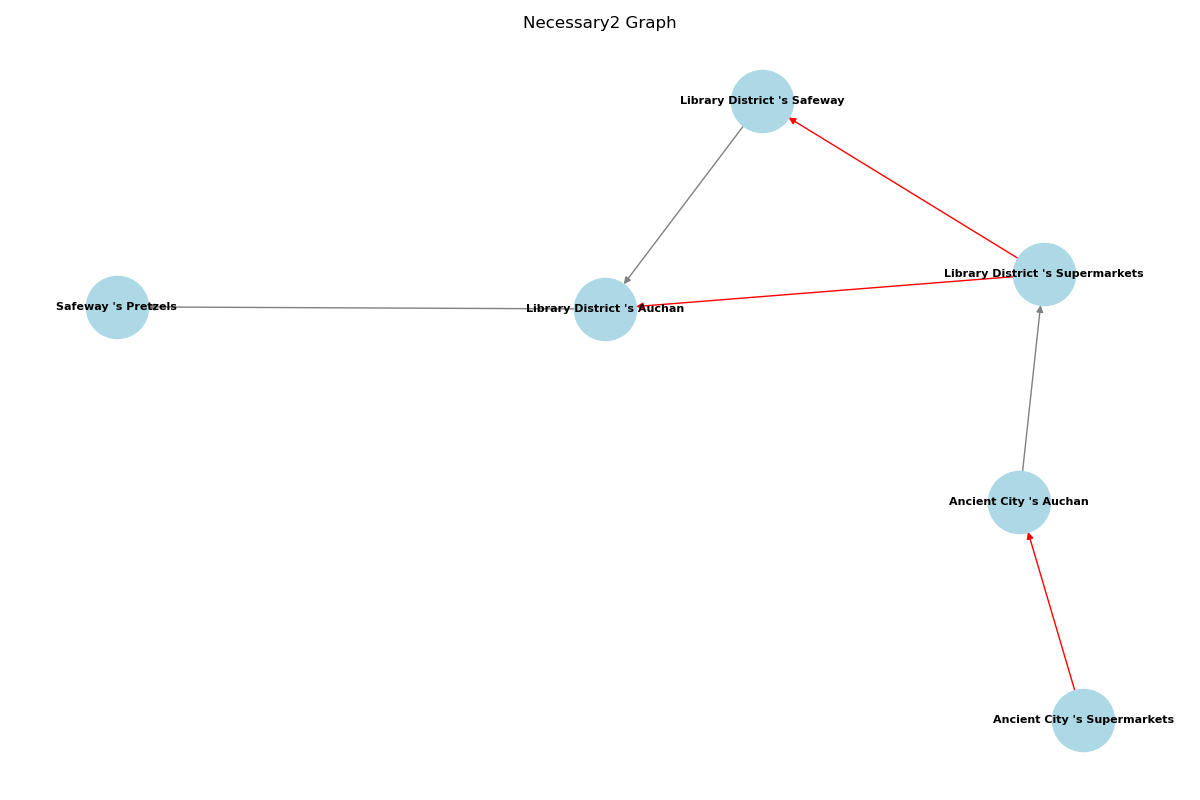 Necessary2 Graph
Library District 's Safeway
Library District 's Supermarkets
Safeway 's Pretzels
Library District 's Auchan
Ancient City 's Auchan
Ancient City 's Supermarkets